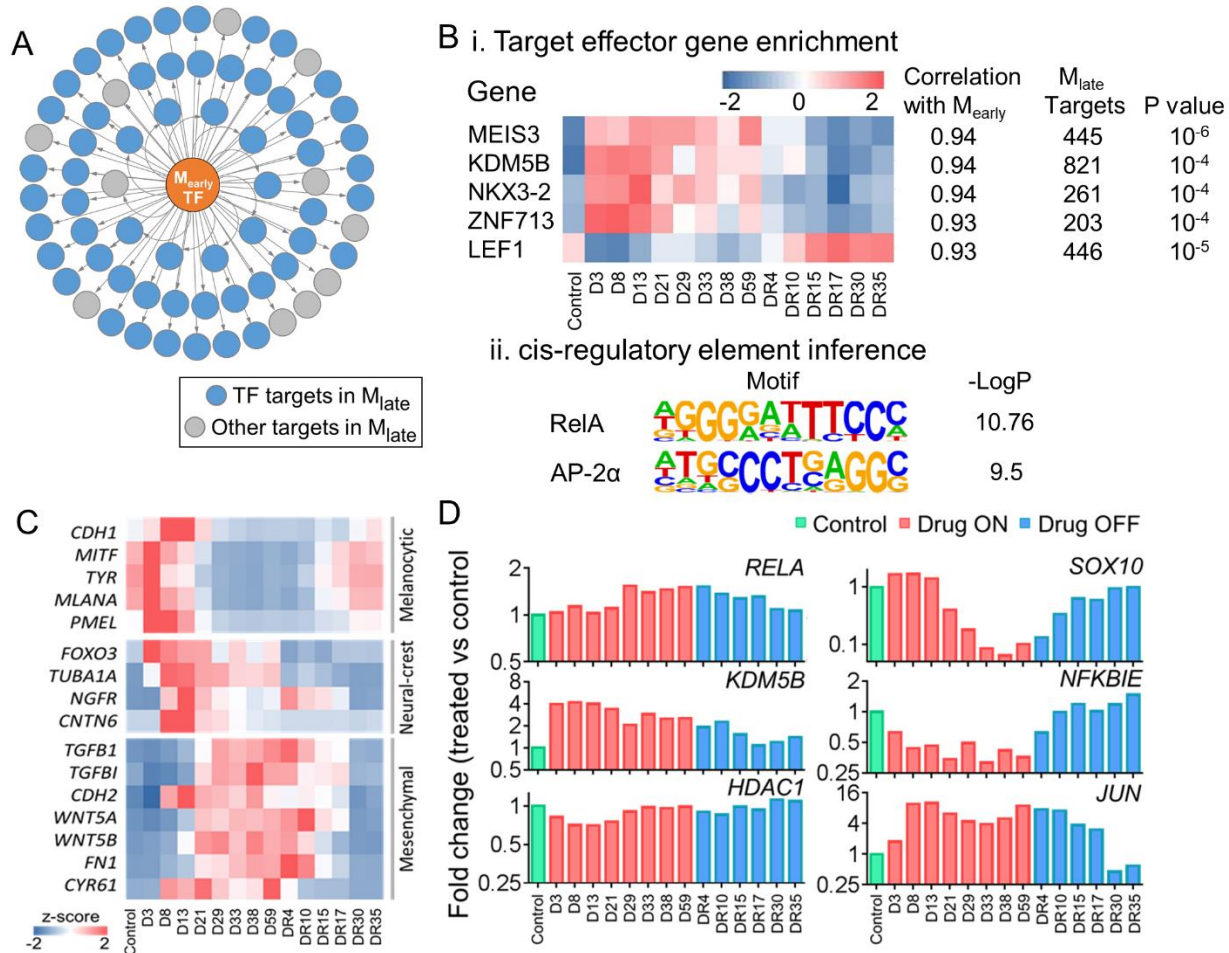 A
M early
TF
TF targets in M late
Other targets in M late
B i. Target effector gene enrichment
Gene
-2 0 2
Correlation with M early
M late Targets
P value
MEIS3 0.94 445 10-6
KDM5B 0.94 821 10-4
NKX3-2 0.94 261 10-4
ZNF713 0.93 203 10-4
LEF1 0.93 446 10-5
Control D3 D8 D13 D21 D29 D33 D38 D59 DR4 DR10 DR15 DR17 DR30 DR35
ii. cis-regulatory element inference
Motif -LogP
RelA 10.76
AP-2α 9.5
C
CDH1
MITF
TYR
MLANA
PMEL
Melanocytic
FOXO3
TUBA1A
NGFR
CNTN6
Neural-crest
TGFB1
TGFBI
CDH2
WNT5A
WNT5B
FN1
CYR61
Mesenchymal
z-score
-2 2
Control D3 D8 D13 D21 D29 D33 D38 D59 DR4 DR10 DR15 DR17 DR30 DR35
D
Control Drug ON Drug OFF
Fold change (treated vs control)
RELA
2
1
0.5
SOX10
1
0.1
KDM5B
8
4
2
1
0.5
NFKBIE
2
1
0.5
0.25
HDAC1
1
0.5
0.25
JUN
16
4
1
0.25
Control D3 D8 D13 D21 D29 D33 D38 D59 DR4 DR10 DR15 DR17 DR30 DR35
Control D3 D8 D13 D21 D29 D33 D38 D59 DR4 DR10 DR15 DR17 DR30 DR35